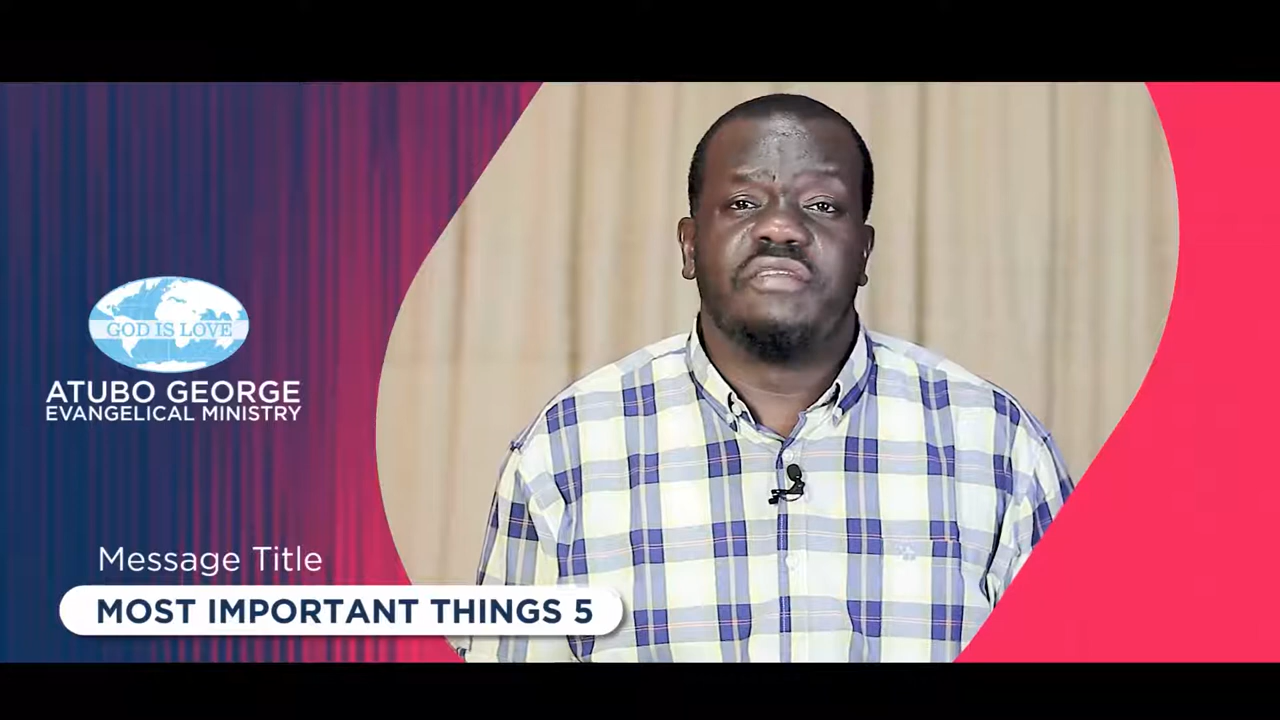 GOD IS LOVE
ATUBO GEORGE
EVANGELICAL MINISTRY
Message Title
MOST IMPORTANT THINGS 5